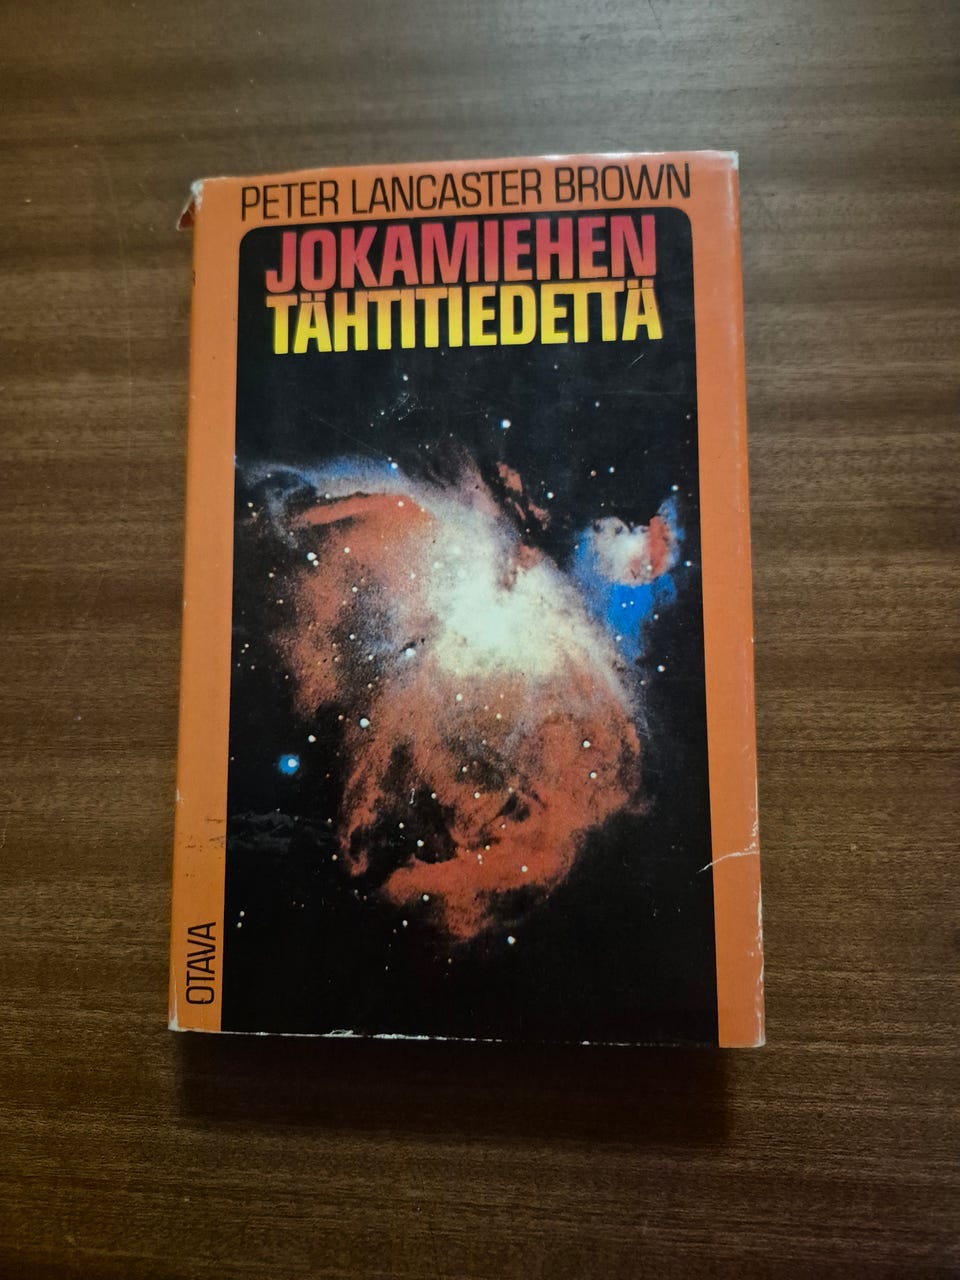 PETER LANCASTER BROWN
JOKAMIEHEN
TÄHTITIEDETTÄ
OTAVA